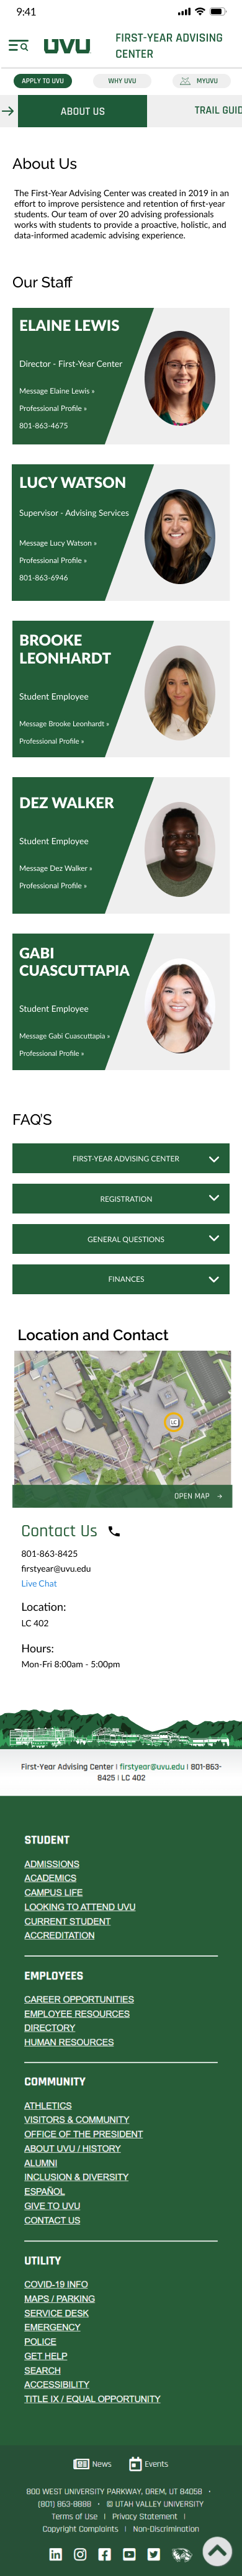 9:41
UVU
FIRST-YEAR ADVISING
CENTER
APPLY TO UVU
WHY UVU
MYUVU
ABOUT US
TRAIL GUID
About Us
The First-Year Advising Center was created in 2019 in an
effort to improve persistence and retention of first-year
students. Our team of over 20 advising professionals
works with students to provide a proactive, holistic, and
data-informed academic advising experience.
Our Staff
ELAINE LEWIS
Director - First-Year Center
Message Elaine Lewis »
Professional Profile »
801-863-4675
LUCY WATSON
Supervisor - Advising Services
Message Lucy Watson »
Professional Profile »
801-863-6946
BROOKE
LEONHARDT
Student Employee
Message Brooke Leonhardt »
Professional Profile »
DEZ WALKER
Student Employee
Message Dez Walker »
Professional Profile »
GABI
CUASCUTTAPIA
Student Employee
Message Gabi Cuascuttapia »
Professional Profile »
FAQ'S
FIRST-YEAR ADVISING CENTER
REGISTRATION
GENERAL QUESTIONS
FINANCES
Location and Contact
LC
OPEN MAP →
Contact Us
801-863-8425
firstyear@uvu.edu
Live Chat
Location:
LC 402
Hours:
Mon-Fri 8:00am - 5:00pm
First-Year Advising Center | firstyear@uvu.edu | 801-863-
8425 | LC 402
STUDENT
ADMISSIONS
ACADEMICS
CAMPUS LIFE
LOOKING TO ATTEND UVU
CURRENT STUDENT
ACCREDITATION
EMPLOYEES
CAREER OPPORTUNITIES
EMPLOYEE RESOURCES
DIRECTORY
HUMAN RESOURCES
COMMUNITY
ATHLETICS
VISITORS & COMMUNITY
OFFICE OF THE PRESIDENT
ABOUT UVU / HISTORY
ALUMNI
INCLUSION & DIVERSITY
ESPAÑOL
GIVE TO UVU
CONTACT US
UTILITY
COVID-19 INFO
MAPS / PARKING
SERVICE DESK
EMERGENCY
POLICE
GET HELP
SEARCH
ACCESSIBILITY
TITLE IX / EQUAL OPPORTUNITY
News
Events
800 WEST UNIVERSITY PARKWAY, OREM, UT 84058 •
(801) 863-8888 • © UTAH VALLEY UNIVERSITY
Terms of Use | Privacy Statement |
Copyright Complaints | Non-Discrimination